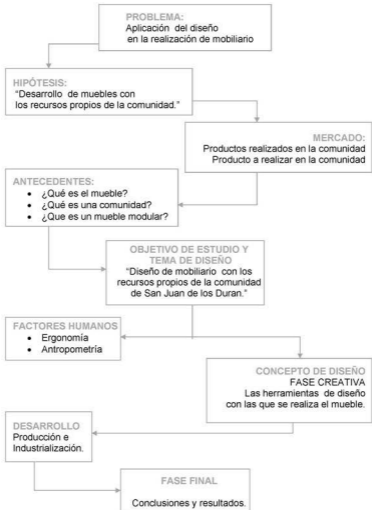 PROBLEMA:
Aplicación del diseño
en la realización de mobiliario
HIPÓTESIS:
"Desarrollo de muebles con
los recursos propios de la comunidad."
MERCADO:
Productos realizados en la comunidad
Producto a realizar en la comunidad
ANTECEDENTES:
• ¿Qué es el mueble?
• ¿Qué es una comunidad?
• ¿Que es un mueble modular?
OBJETIVO DE ESTUDIO Y
TEMA DE DISEÑO
"Diseño de mobiliario con los
recursos propios de la comunidad
de San Juan de los Duran."
FACTORES HUMANOS
• Ergonomía
• Antropometría
CONCEPTO DE DISEÑO
FASE CREATIVA
Las herramientas de diseño
con las que se realiza el mueble.
DESARROLLO
Producción e
Industrialización.
FASE FINAL
Conclusiones y resultados.